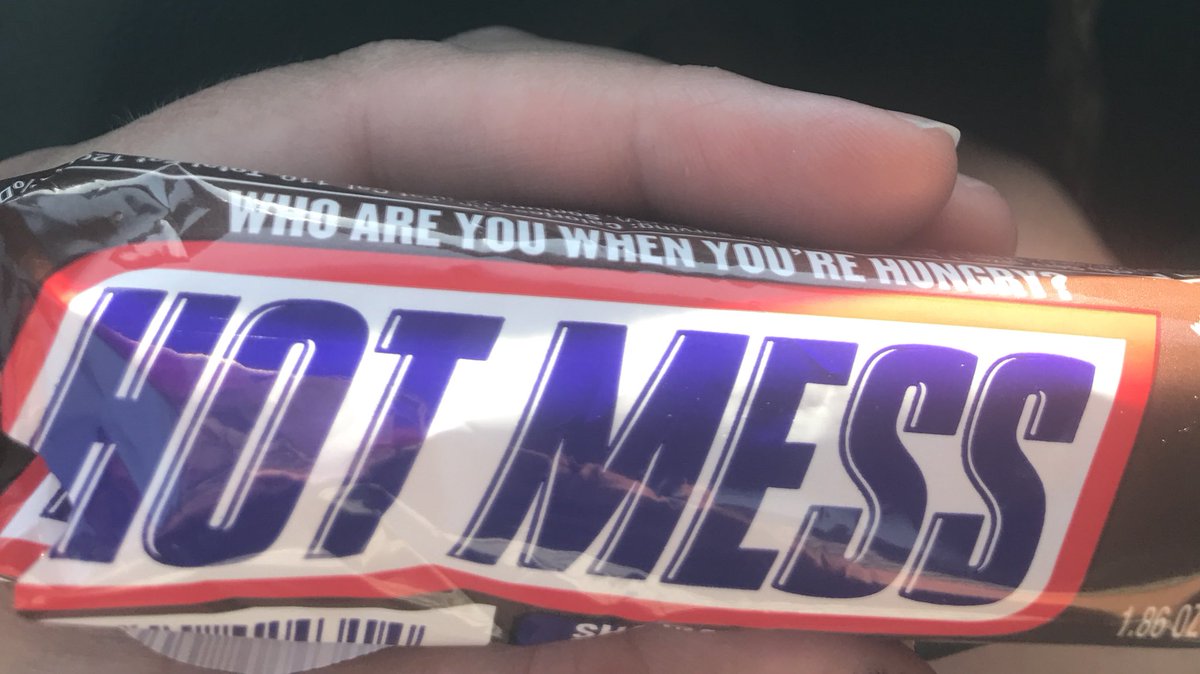 WHO ARE YOU WHEN YOU'RE HUNGRY?
HOT MESS
1.86 OZ